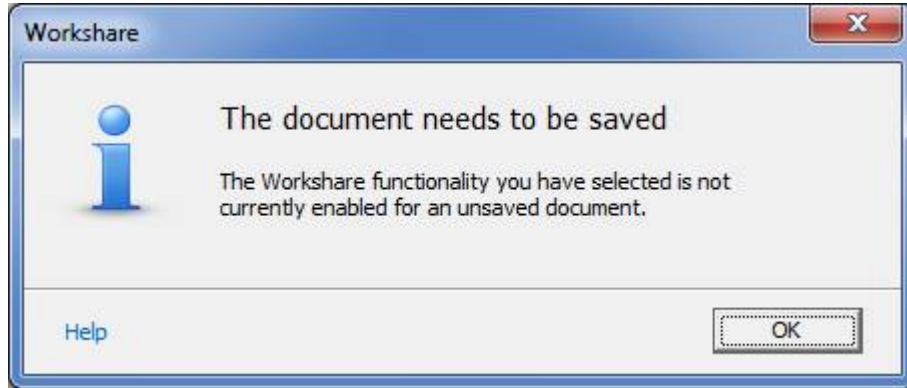 Workshare
The document needs to be saved
The Workshare functionality you have selected is not
currently enabled for an unsaved document.
Help
OK